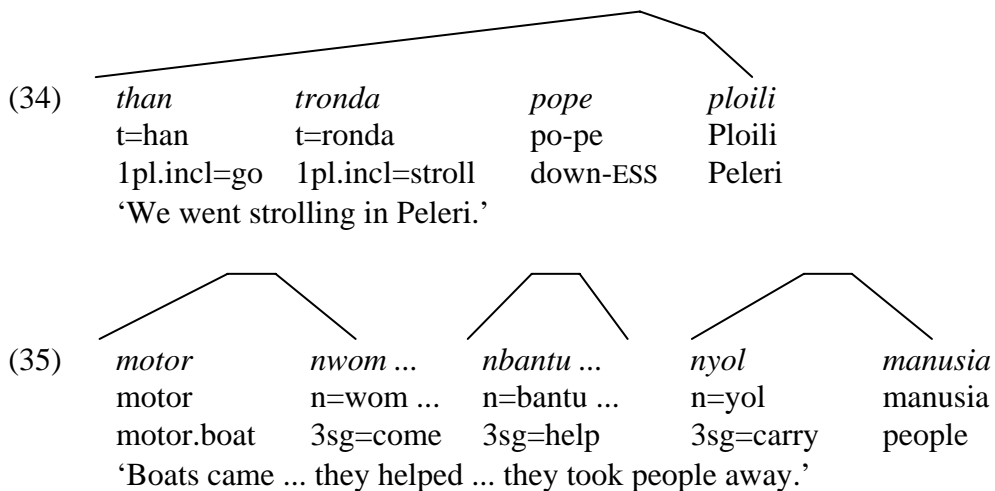 (34) than tronda pope ploili
t=han t=ronda po-pe Ploili
1pl.incl=go 1pl.incl=stroll down-ESS Peleri
‘We went strolling in Peleri.’
(35) motor nwom ... nbantu ... nyol manusia
motor n=wom ... n=bantu ... n=yol manusia
motor.boat 3sg=come 3sg=help 3sg=carry people
‘Boats came ... they helped ... they took people away.’